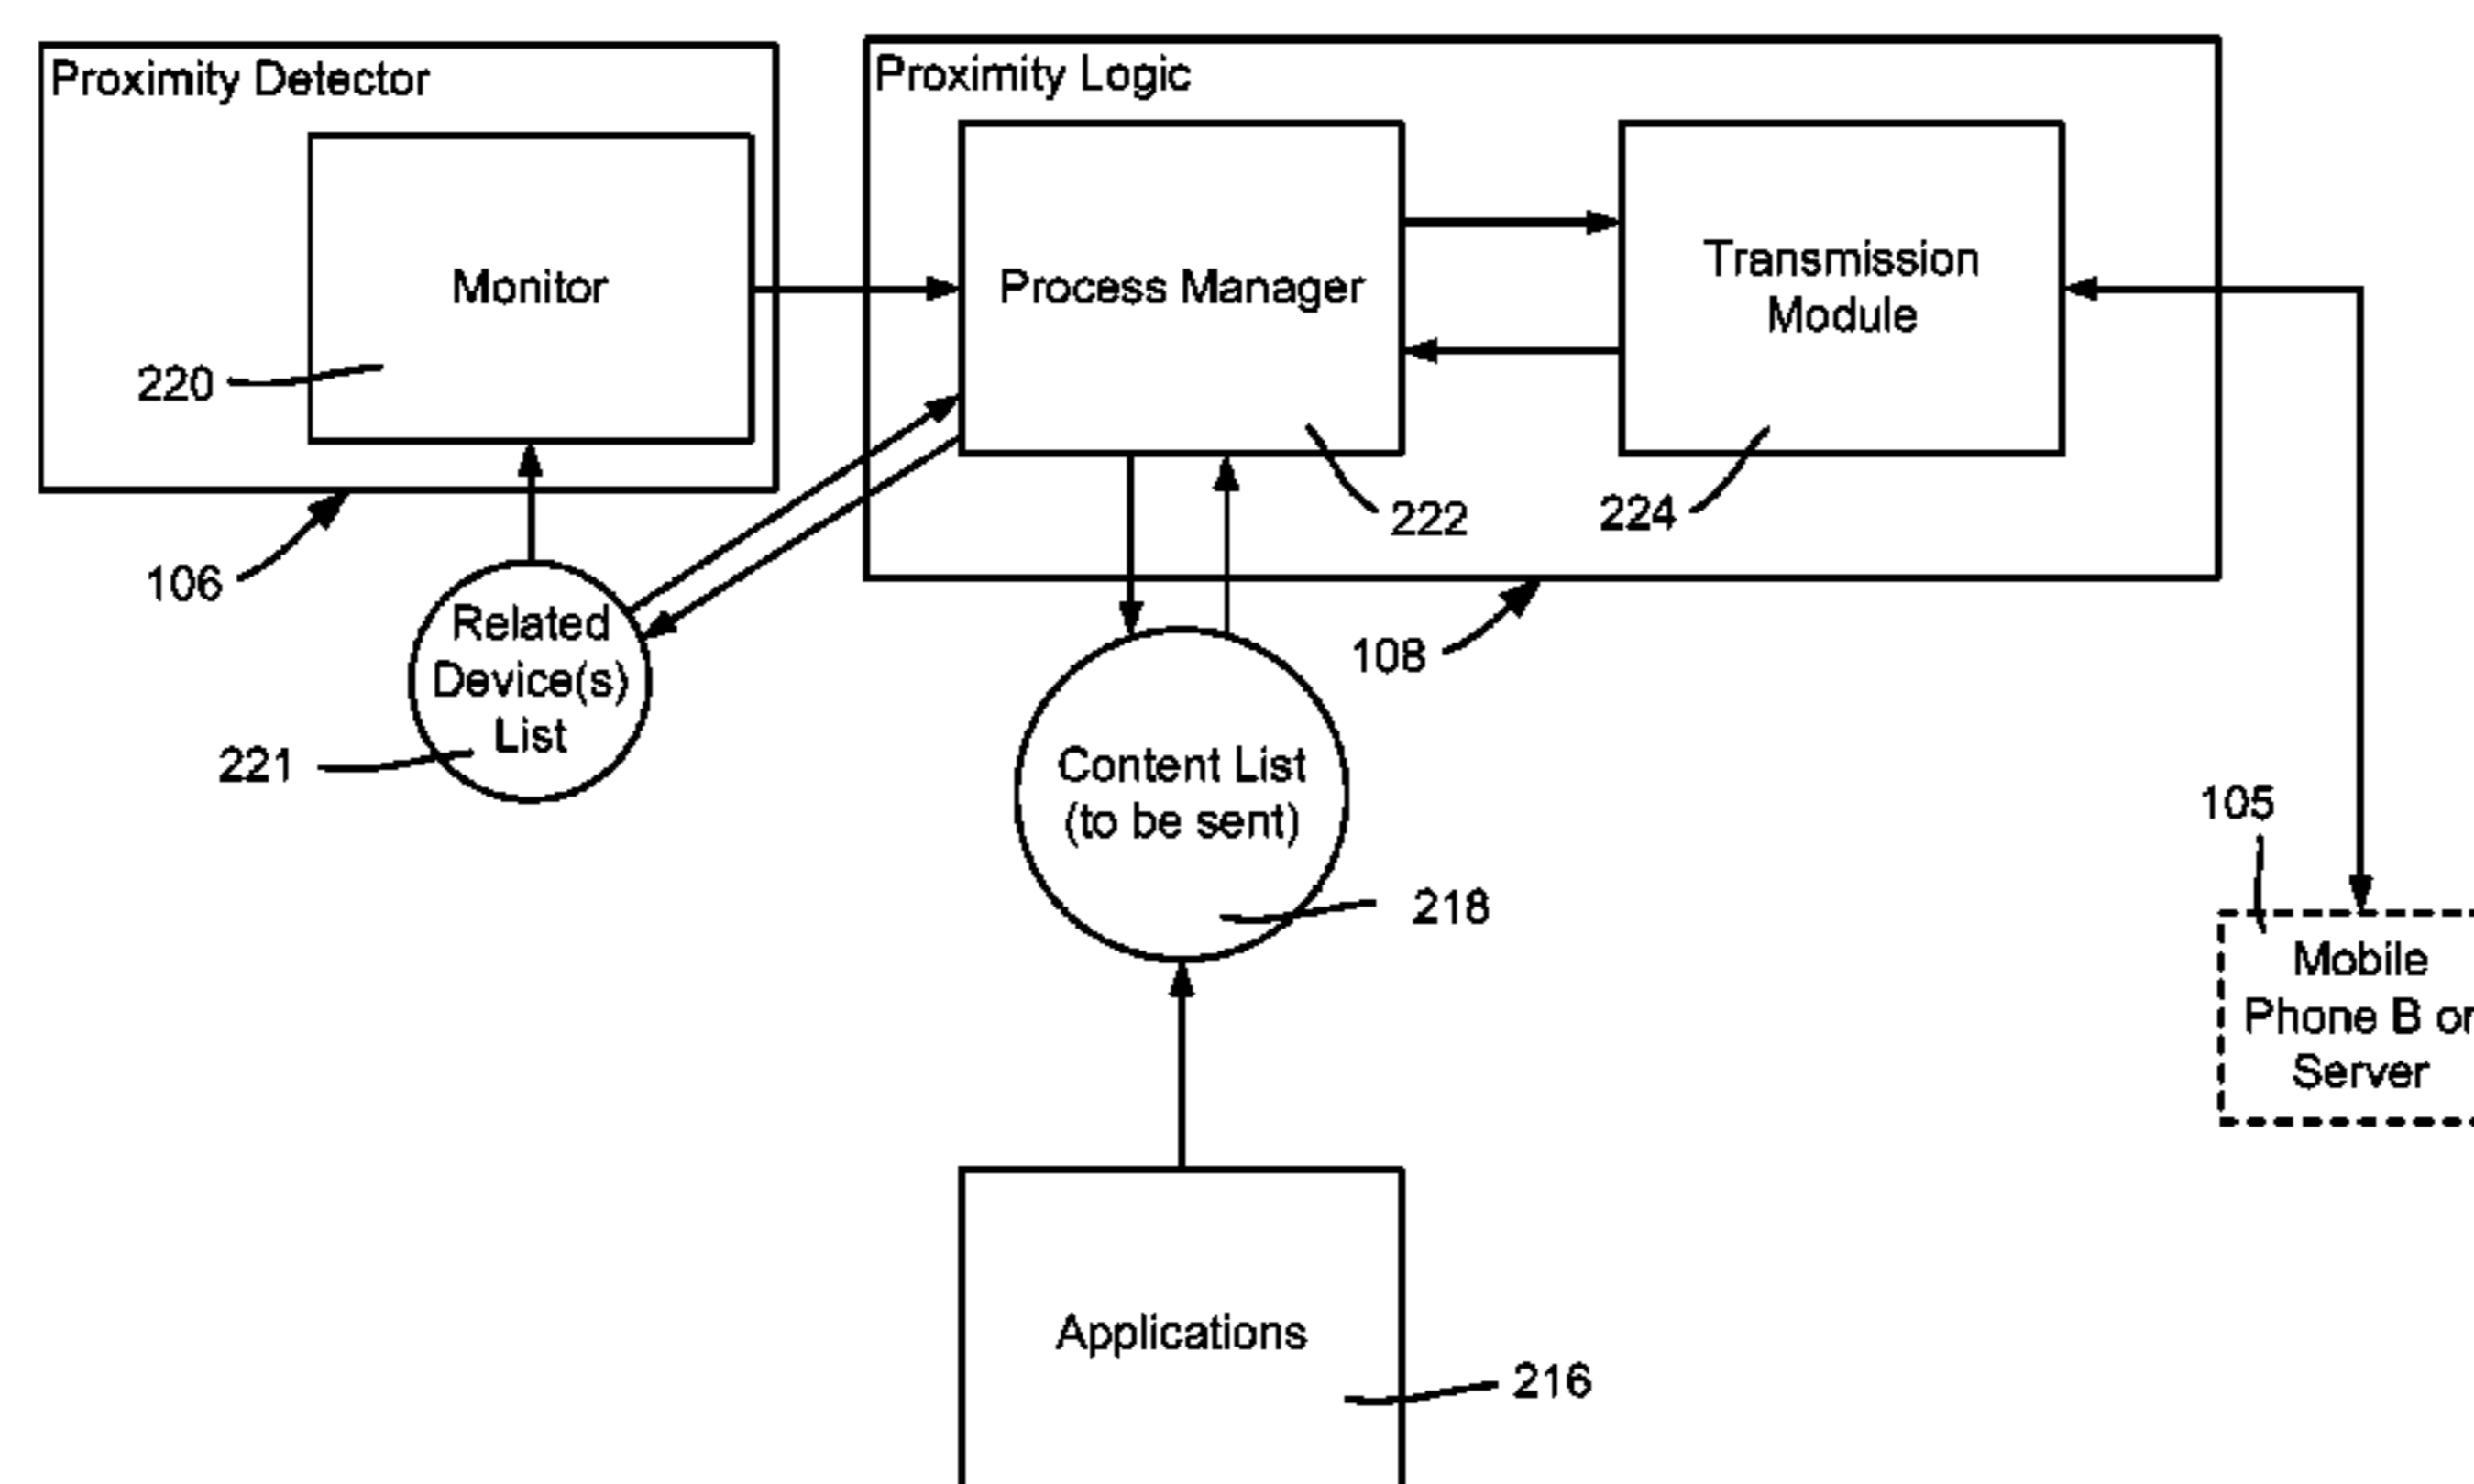 Proximity Detector
Proximity Logic
Monitor
Process Manager
Transmission
Module
220
222
224
106
108
Related
Device(s)
List
221
Content List
(to be sent)
218
105
Mobile
Phone B or
Server
Applications
216